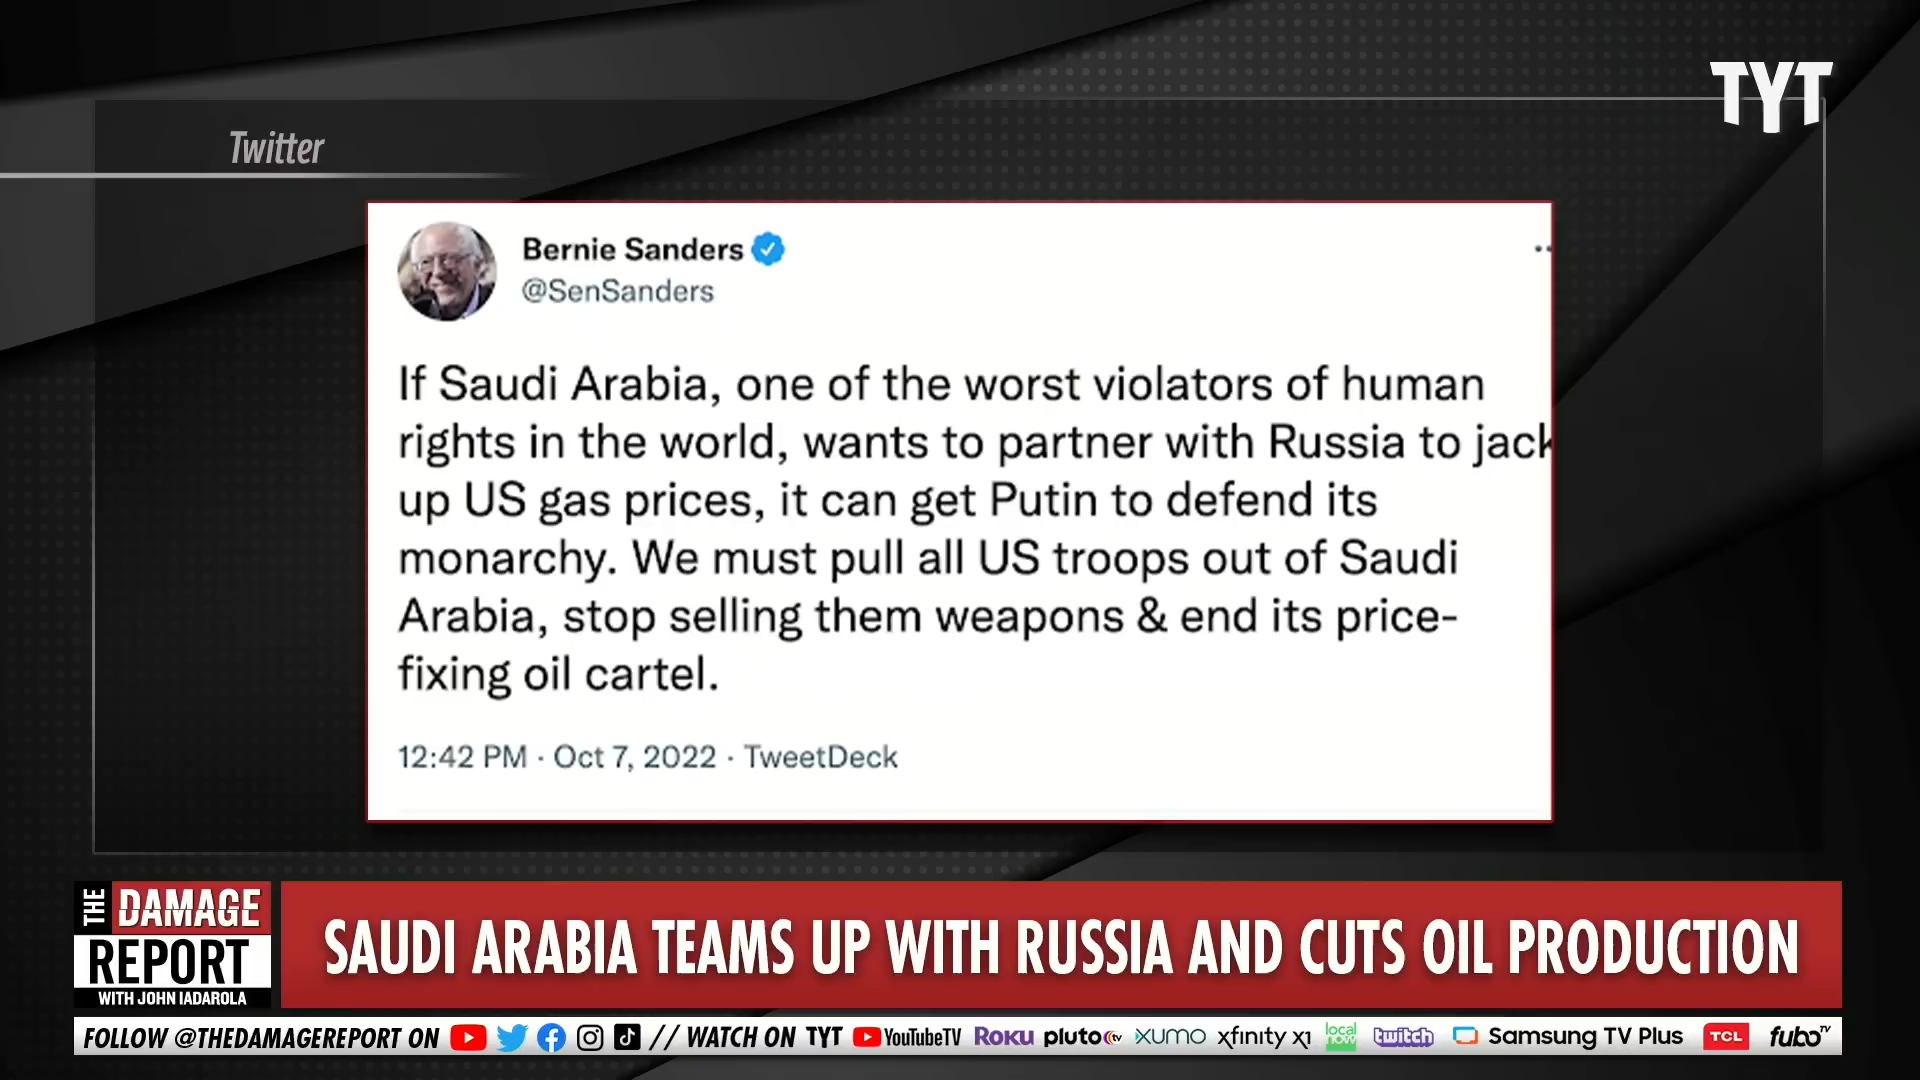 TYT
Twitter
Bernie Sanders
@SenSanders
If Saudi Arabia, one of the worst violators of human
rights in the world, wants to partner with Russia to jack
up US gas prices, it can get Putin to defend its
monarchy. We must pull all US troops out of Saudi
Arabia, stop selling them weapons & end its price-
fixing oil cartel.
12:42 PM · Oct 7, 2022 · TweetDeck
THE DAMAGE
REPORT
WITH JOHN IADAROLA
SAUDI ARABIA TEAMS UP WITH RUSSIA AND CUTS OIL PRODUCTION
FOLLOW @THEDAMAGEREPORT ON // WATCH ON TYT YouTubeTV Roku pluto tv XUMO xfinity x1 local now twitch Samsung TV Plus TCL fubo TV